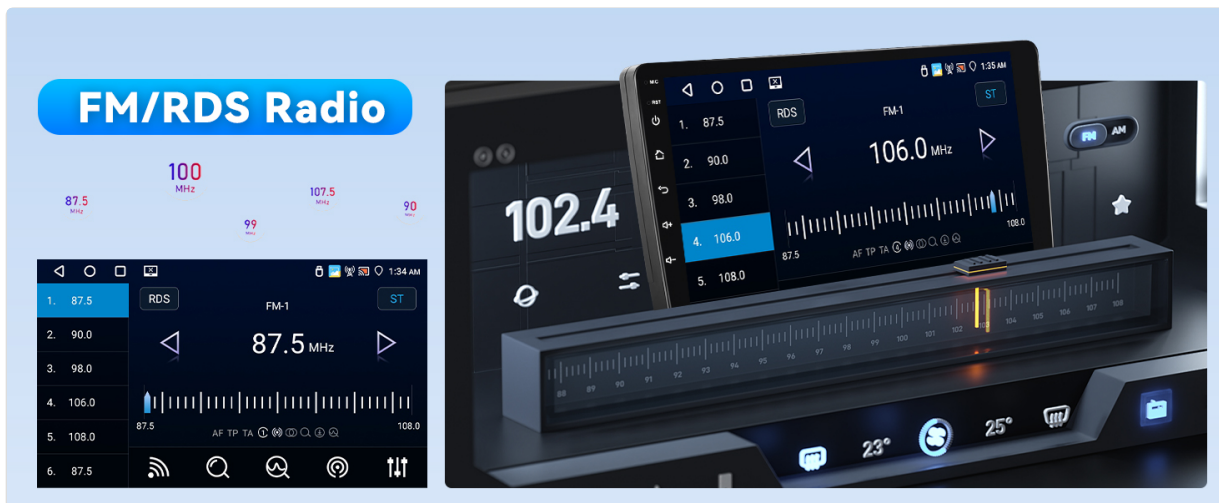 FM/RDS Radio
100
MHz
87.5
MHz
107.5
MHz
99
MHz
90
MHz
1:34 AM
1. 87.5
2. 90.0
3. 98.0
4. 106.0
5. 108.0
6. 87.5
RDS
FM-1
ST
87.5 MHz
87.5
108.0
AF TP TA
102.4
MIC
RST
1:35 AM
1. 87.5
2. 90.0
3. 98.0
4. 106.0
5. 108.0
RDS
FM-1
ST
106.0 MHz
87.5
108.0
AF TP TA
FM AM
88 89 90 91 92 93 94 95 96 97 98 99 100 101 102 103 104 105 106 107 108
23°
25°